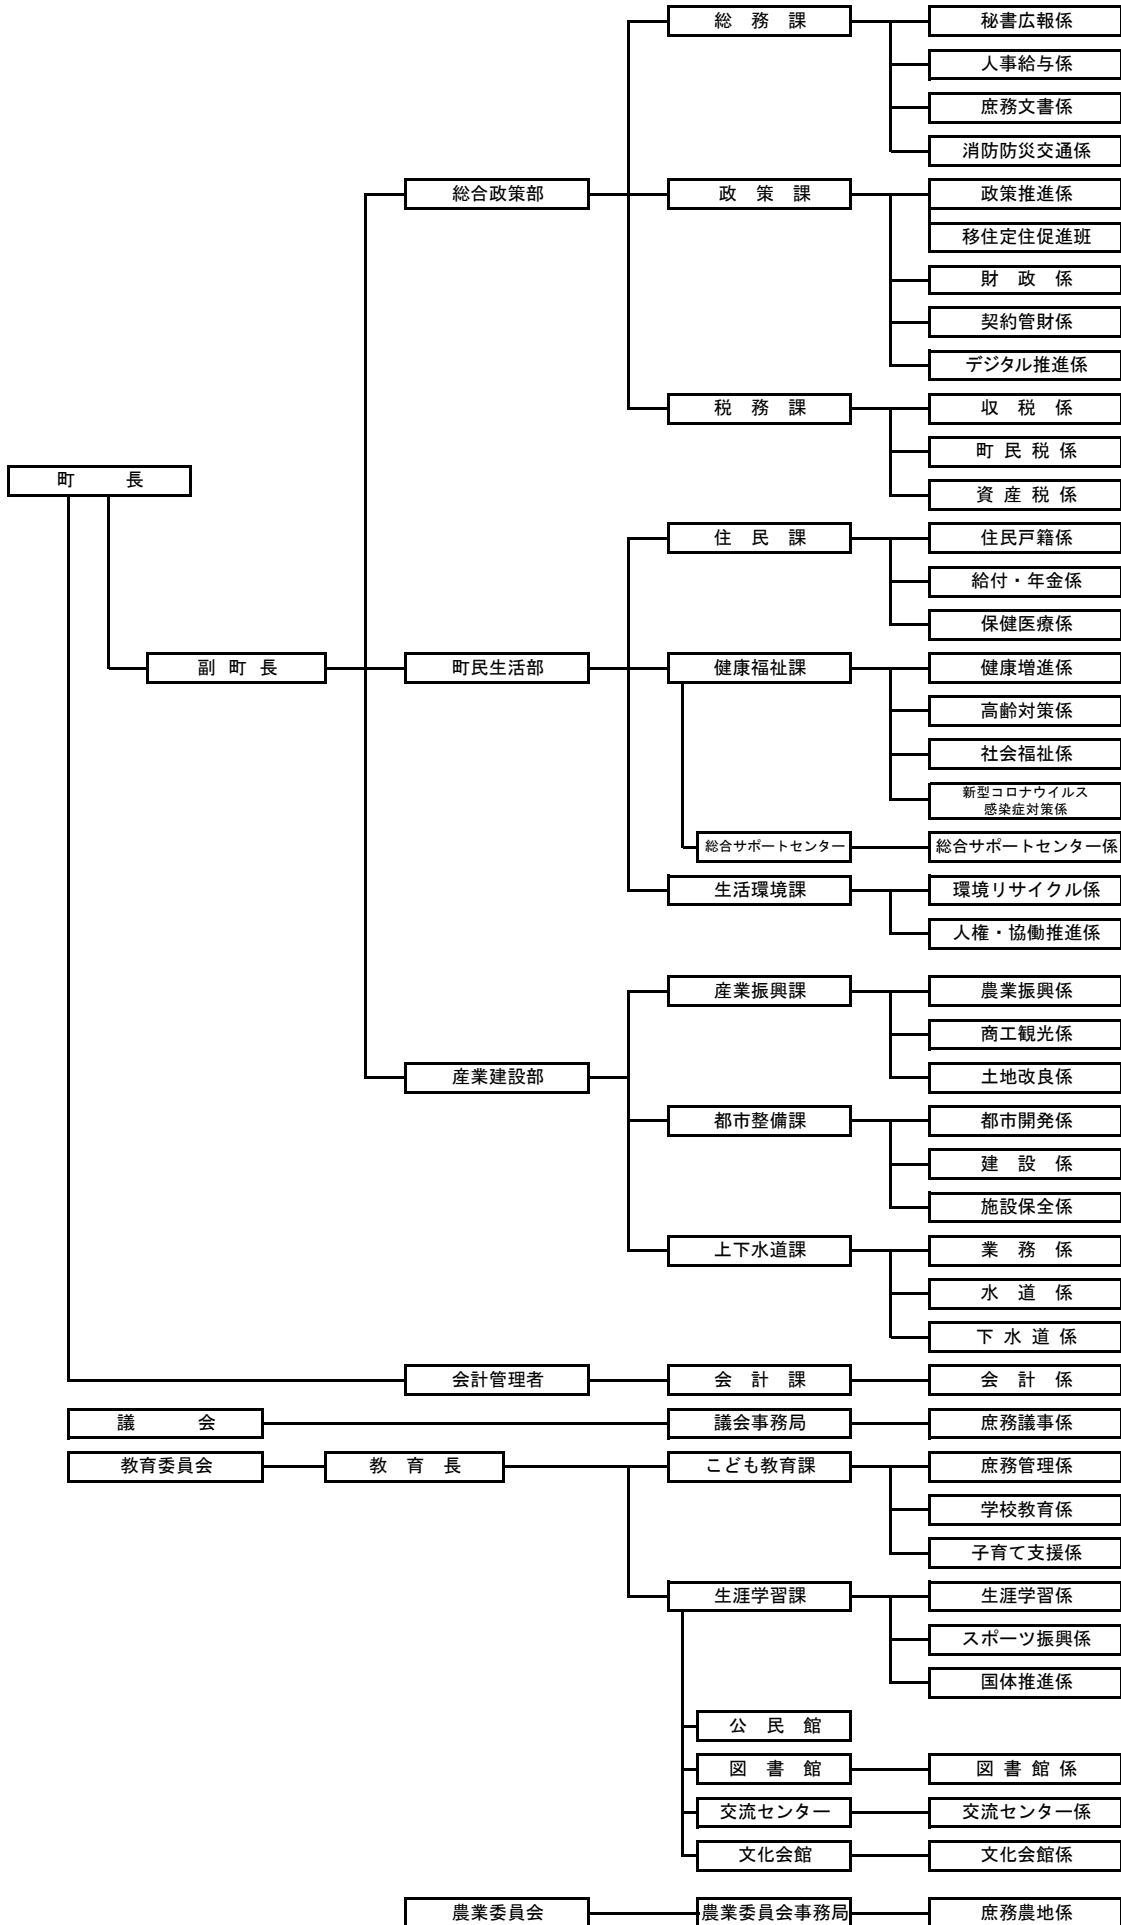 総　務　課　秘書広報係
人事給与係
庶務文書係
消防防災交通係
総合政策部　政　策　課　政策推進係
移住定住促進班
財　政　係
契約管財係
デジタル推進係
税　務　課　収　税　係
町 民 税 係
町　　長
資 産 税 係
住　民　課　住民戸籍係
給付・年金係
保健医療係
副 町 長　町民生活部　健康福祉課　健康増進係
高齢対策係
社会福祉係
新型コロナウイルス
感染症対策係
総合サポートセンター　総合サポートセンター係
生活環境課　環境リサイクル係
人権・協働推進係
産業振興課　農業振興係
商工観光係
産業建設部　土地改良係
都市整備課　都市開発係
建　設　係
施設保全係
上下水道課　業　務　係
水　道　係
下 水 道 係
会計管理者　会　計　課　会　計　係
議　　会　議会事務局　庶務議事係
教育委員会　教　育　長　こども教育課　庶務管理係
学校教育係
子育て支援係
生涯学習課　生涯学習係
スポーツ振興係
国体推進係
公　民　館
図　書　館　図 書 館 係
交流センター　交流センター係
文化会館　文化会館係
農業委員会　農業委員会事務局　庶務農地係